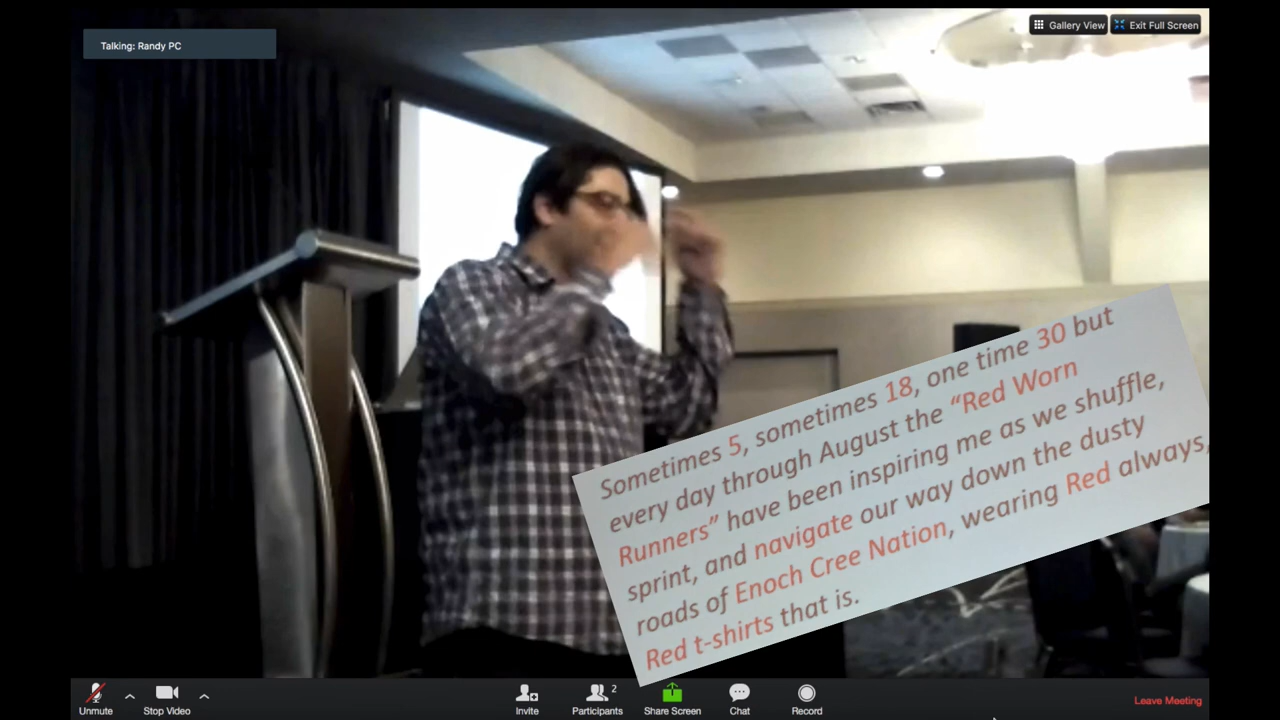 Talking: Randy PC
Gallery View
Exit Full Screen
Sometimes 5, sometimes 18, one time 30 but
every day through August the “Red Worn
Runners” have been inspiring me as we shuffle,
sprint, and navigate our way down the dusty
roads of Enoch Cree Nation, wearing Red always,
Red t-shirts that is.
Unmute
Stop Video
Invite
Participants
2
Share Screen
Chat
Record
Leave Meeting